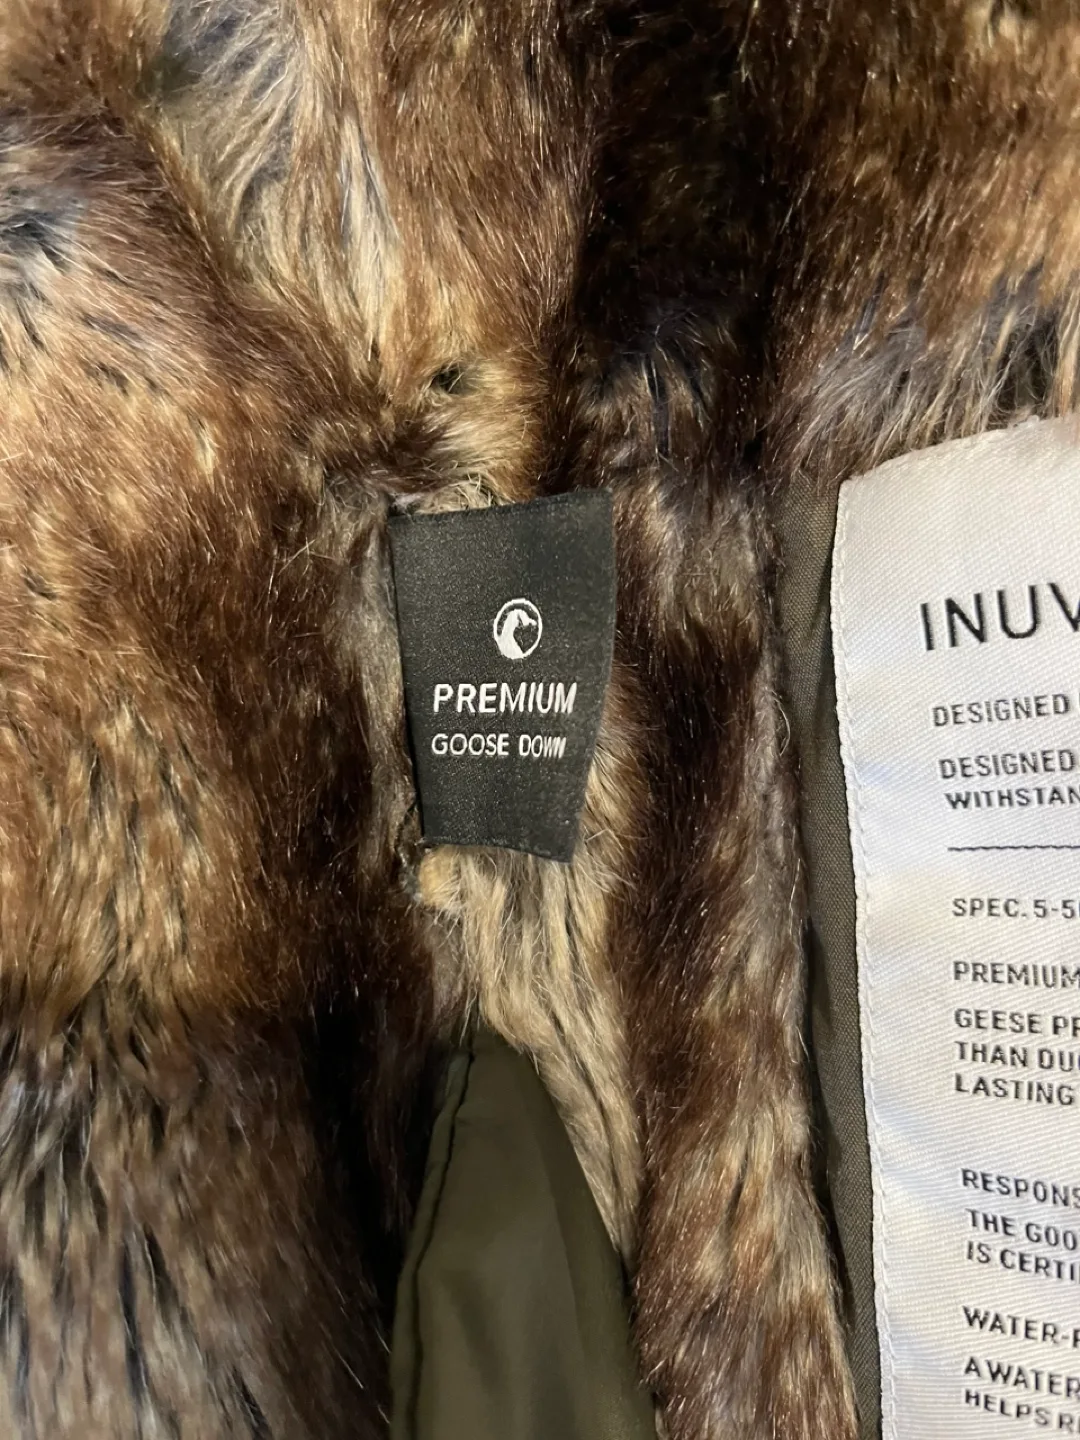 PREMIUM
GOOSE DOWN
INUV
DESIGNED
DESIGNED
WITHSTAN
SPEC. 5-5
PREMIUM
GEESE PR
THAN DUC
LASTING
RESPONS
THE GOO
IS CERTI
WATER-
A WATER
HELPS R